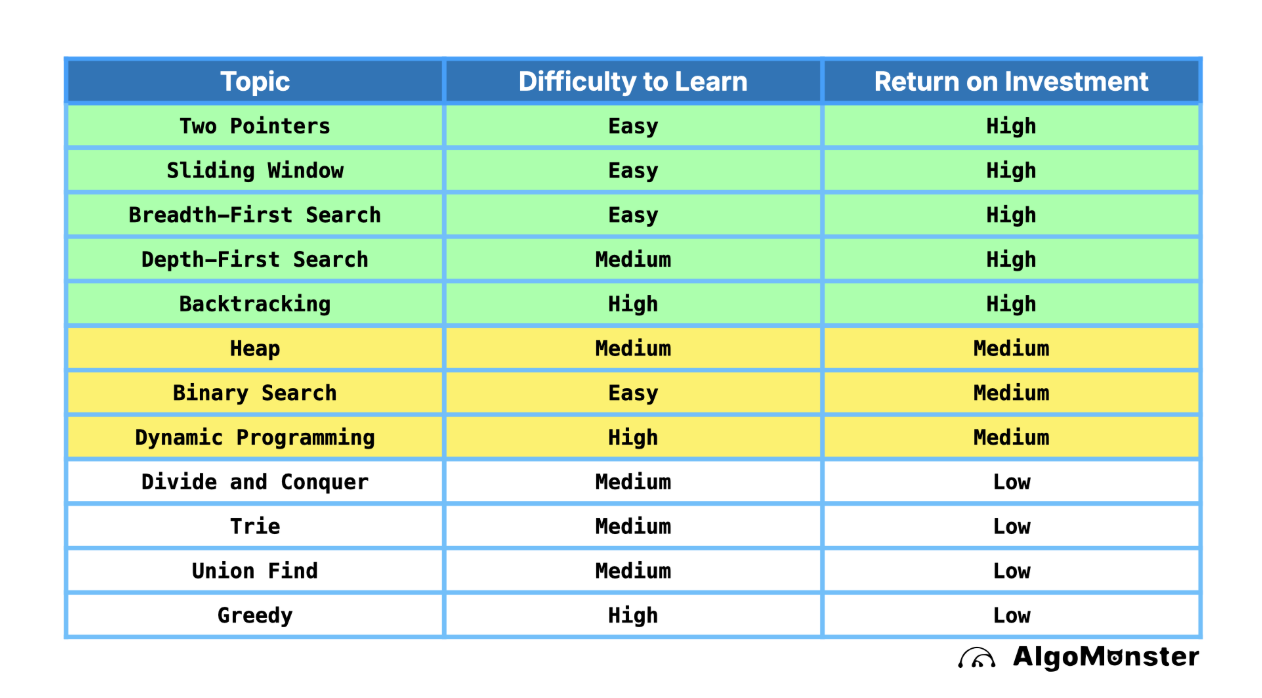 Topic Difficulty to Learn Return on Investment
Two Pointers Easy High
Sliding Window Easy High
Breadth-First Search Easy High
Depth-First Search Medium High
Backtracking High High
Heap Medium Medium
Binary Search Easy Medium
Dynamic Programming High Medium
Divide and Conquer Medium Low
Trie Medium Low
Union Find Medium Low
Greedy High Low
AlgoMonster